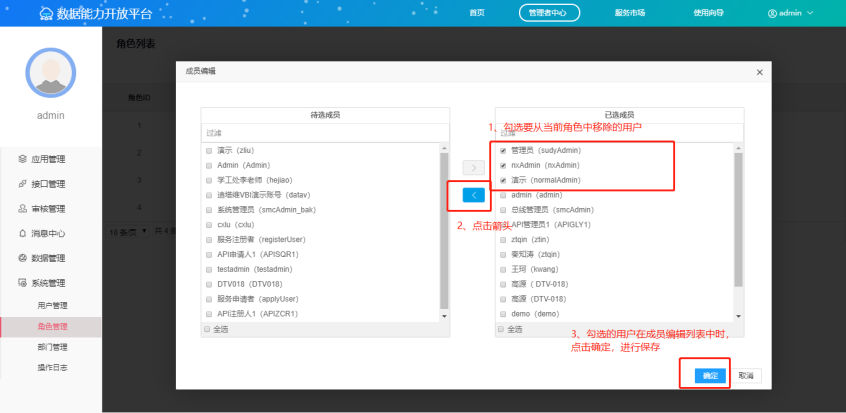 数据能力开放平台
首页
管理者中心
服务市场
使用向导
admin
角色列表
admin
应用管理
接口管理
审核管理
消息中心
数据管理
系统管理
用户管理
角色管理
部门管理
操作日志
角色ID
1
2
3
4
10 条/页
共 4 条
成员编辑
待选成员
过滤
演示（zliu）
Admin（Admin）
学工处李老师（hejiao）
迪塔维VBI演示账号（datav）
系统管理员（smcAdmin_bak）
cxlu（cxlu）
服务注册者（registerUser）
API申请人1（APISQR1）
testadmin（testadmin）
DTV018（DTV018）
服务申请者（applyUser）
API注册人1（APIZCR1）
全选
已选成员
过滤
1、勾选要从当前角色中移除的用户
管理员（sudyAdmin）
nxAdmin（nxAdmin）
演示（normalAdmin）
admin（admin）
总线管理员（smcAdmin）
API管理员1（APIGLY1）
ztqin（ztin）
秦知涛（ztqin）
王珂（kwang）
高源（ DTV-018）
高源（DTV-018）
demo（demo）
全选
2、点击箭头
3、勾选的用户在成员编辑列表中时，
点击确定，进行保存
确定
取消